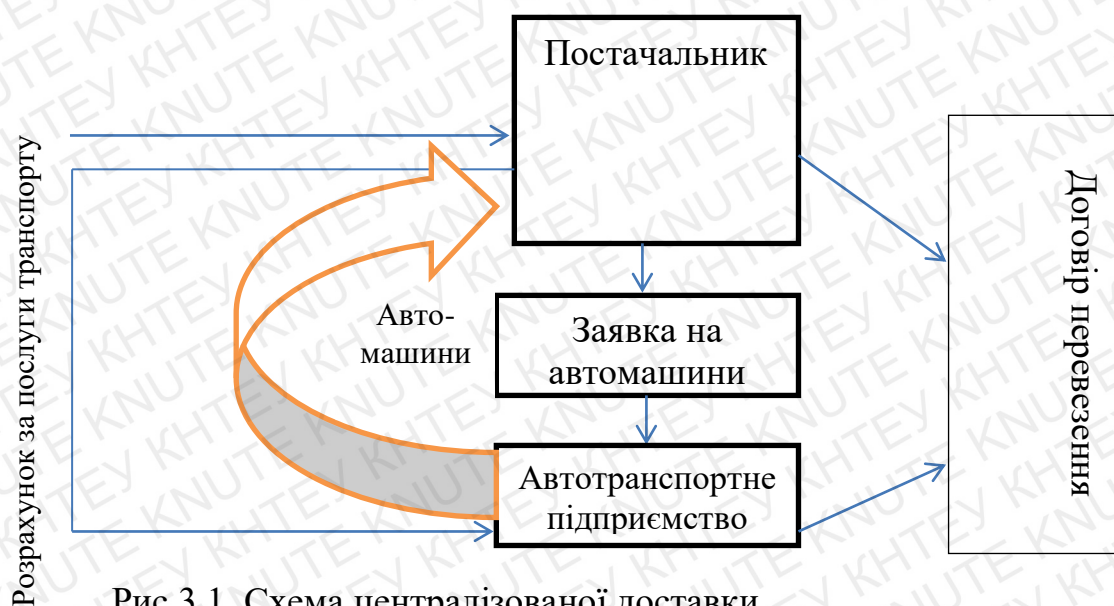 Постачальник
Розрахунок за послуги транспорту
Договір перевезення
Авто-
машини
Заявка на
автомашини
Автотранспортне
підприємство
Рис.3.1. Схема централізованої доставки